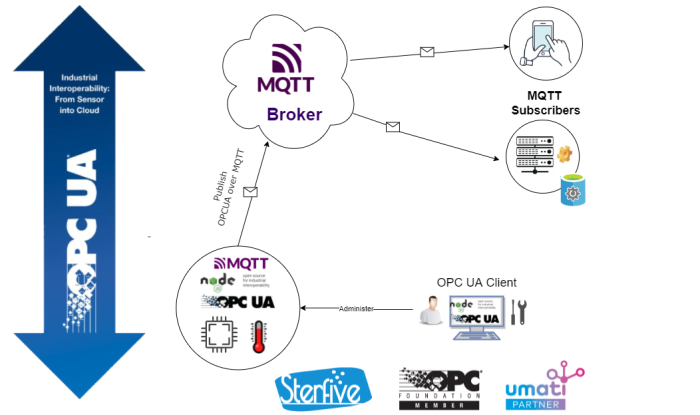 Industrial
Interoperability:
From Sensor
into Cloud
OPC UA
MQTT
Broker
MQTT
Subscribers
Publish
OPCUA over MQTT
MQTT
node
open source
for industrial
interoperability
OPC UA
Administer
OPC UA Client
node
open source
for industrial
interoperability
OPC UA
Sterfive
OPC
FOUNDATION
MEMBER
umati
PARTNER